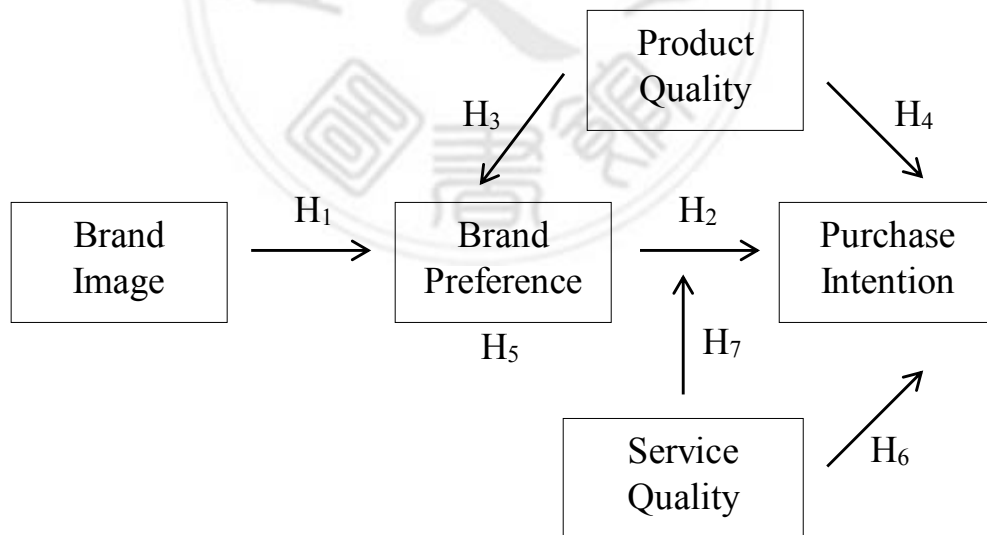 Product
Quality
H₃
H₄
H₁
H₂
Brand
Image
Brand
Preference
Purchase
Intention
H₅
H₇
Service
Quality
H₆